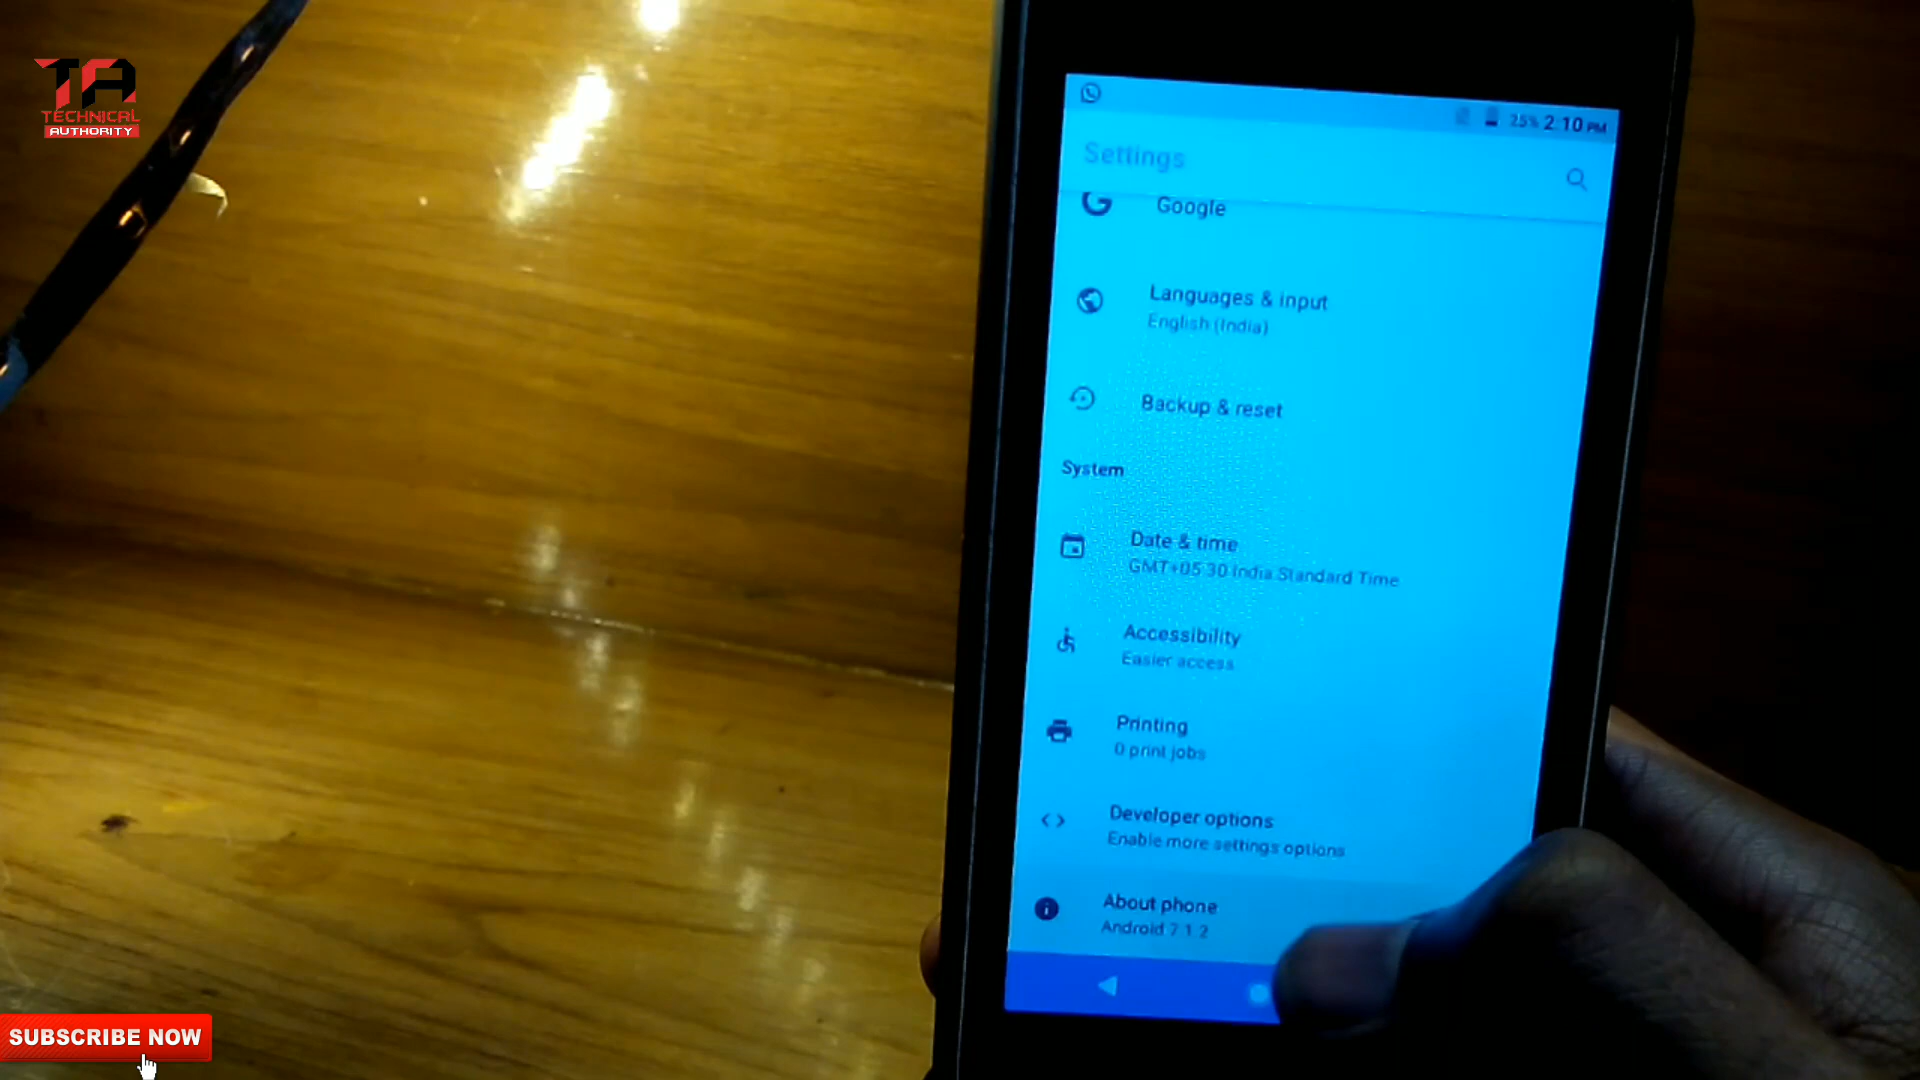 TA
TECHNICAL
AUTHORITY
25% 2:10 PM
Settings
Google
Languages & input
English (India)
Backup & reset
System
Date & time
GMT+05:30 India Standard Time
Accessibility
Easier access
Printing
0 print jobs
Developer options
Enable more settings options
About phone
Android 7.1.2
SUBSCRIBE NOW